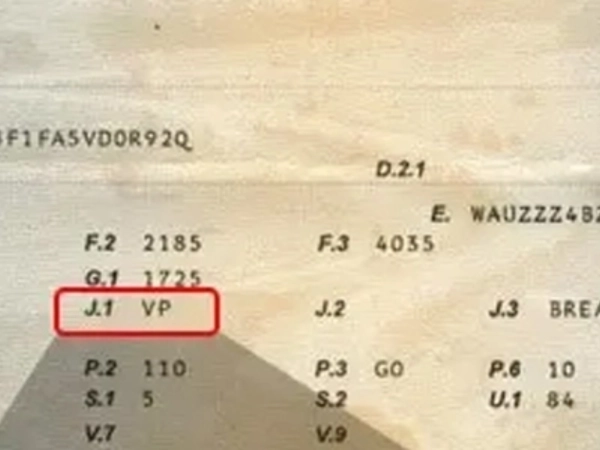 F1FA5VD0R92Q
D.2.1
E. WAUZZZ4B
F.2 2185 F.3 4035
G.1 1725
J.1 VP J.2 J.3 BREA
P.2 110 P.3 GO P.6 10
S.1 5 S.2 U.1 84
V.7 V.9